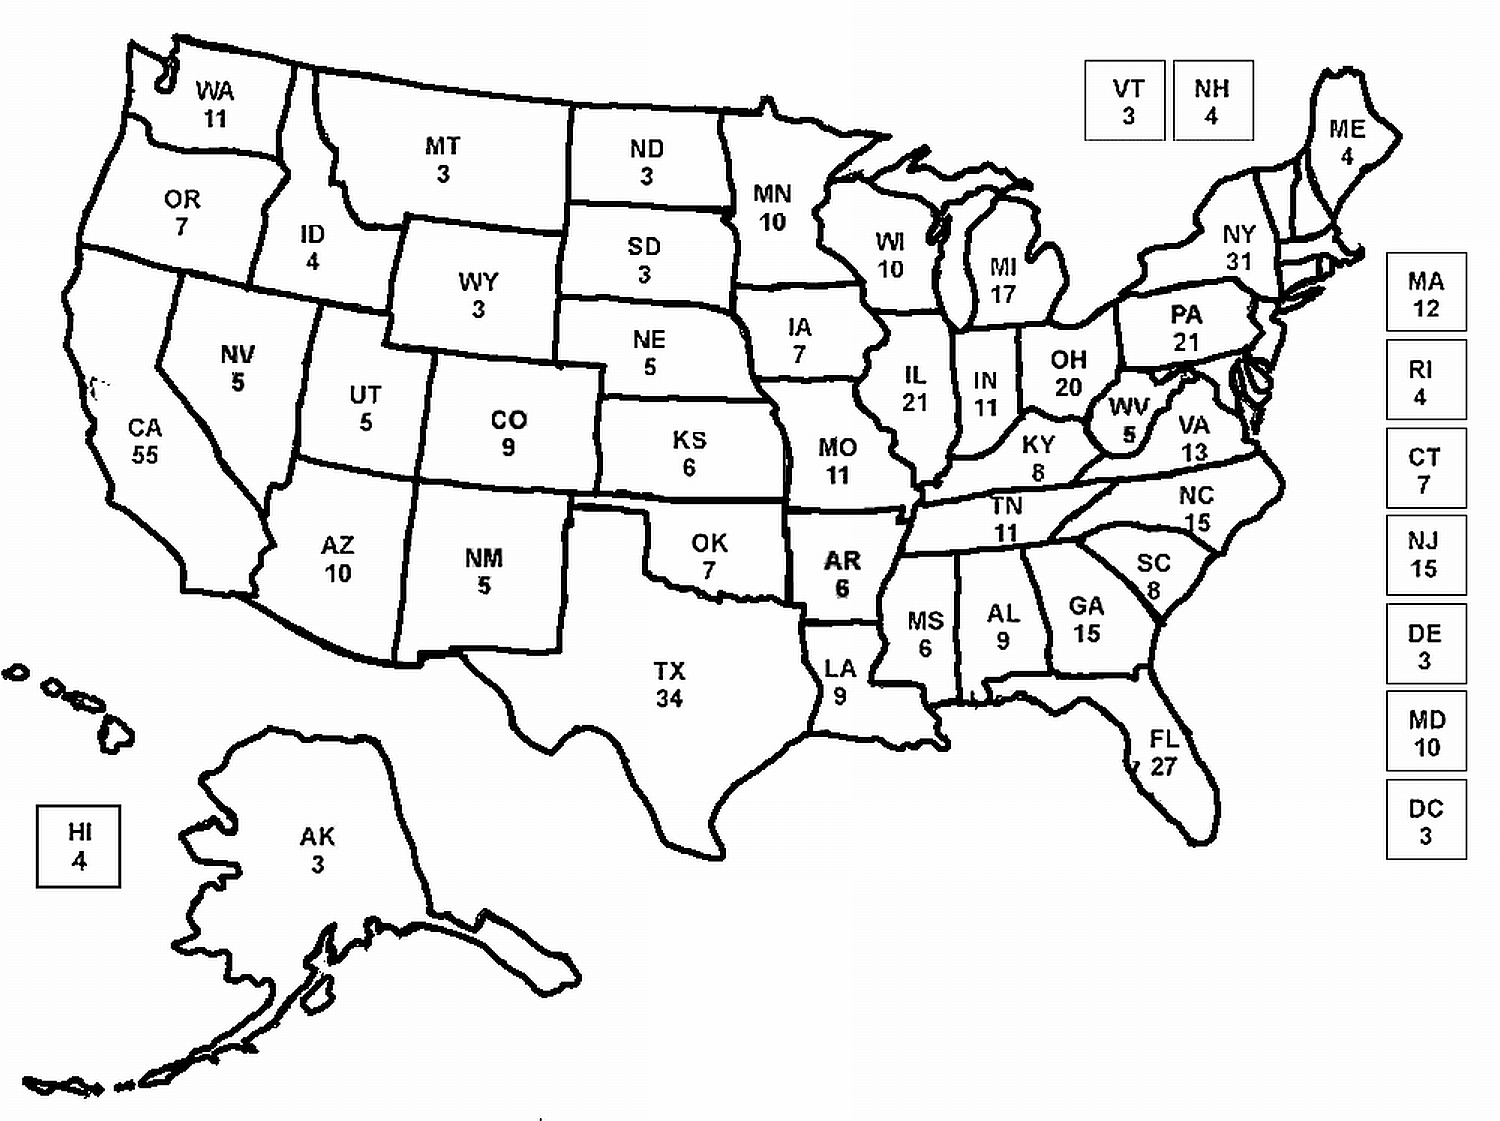 WA
11
MT
3
ND
3
MN
10
VT
3
NH
4
ME
4
OR
7
ID
4
WY
3
SD
3
WI
10
MI
17
NY
31
MA
12
NV
5
UT
5
CO
9
NE
5
IA
7
IL
21
IN
11
OH
20
PA
21
RI
4
CA
55
KS
6
MO
11
KY
8
WV
5
VA
13
CT
7
AZ
10
NM
5
OK
7
AR
6
TN
11
NC
15
NJ
15
TX
34
LA
9
MS
6
AL
9
GA
15
SC
8
DE
3
FL
27
MD
10
HI
4
AK
3
DC
3